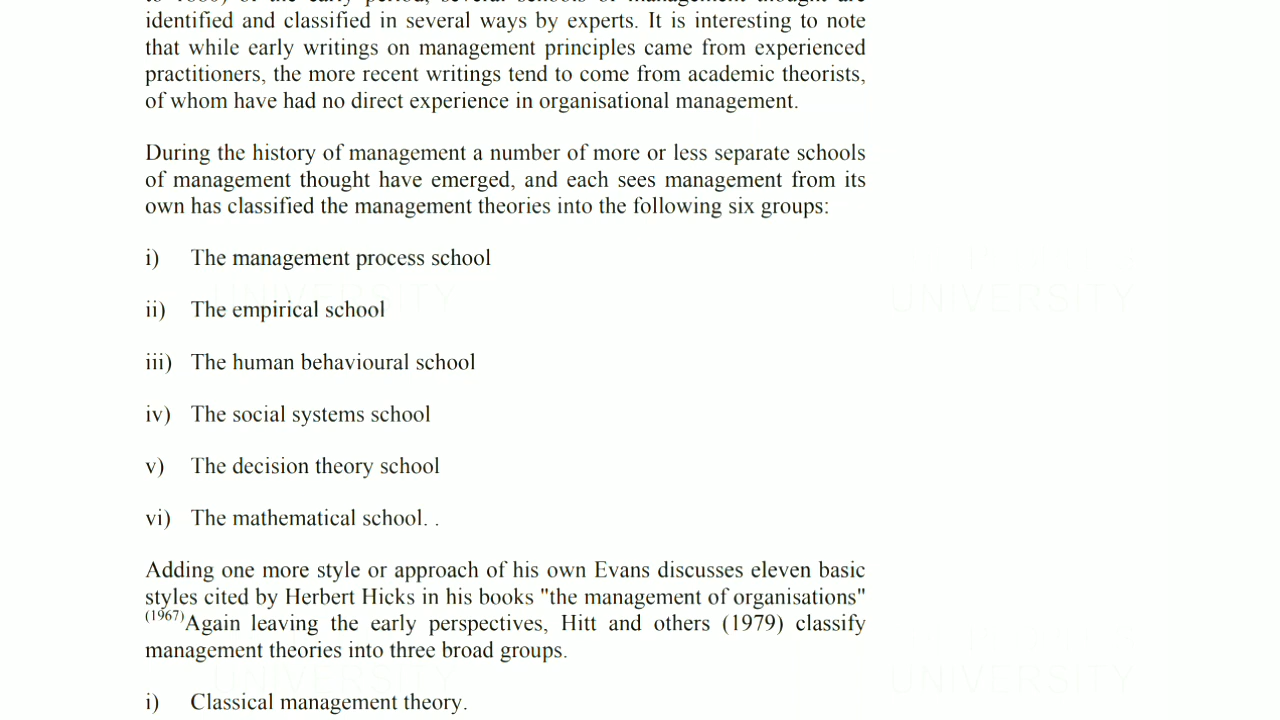 identified and classified in several ways by experts. It is interesting to note
that while early writings on management principles came from experienced
practitioners, the more recent writings tend to come from academic theorists,
of whom have had no direct experience in organisational management.
During the history of management a number of more or less separate schools
of management thought have emerged, and each sees management from its
own has classified the management theories into the following six groups:
i) The management process school
ii) The empirical school
iii) The human behavioural school
iv) The social systems school
v) The decision theory school
vi) The mathematical school. .
Adding one more style or approach of his own Evans discusses eleven basic
styles cited by Herbert Hicks in his books "the management of organisations"
(1967)Again leaving the early perspectives, Hitt and others (1979) classify
management theories into three broad groups.
i) Classical management theory.
UNIVERSITY
UNIVERSITY